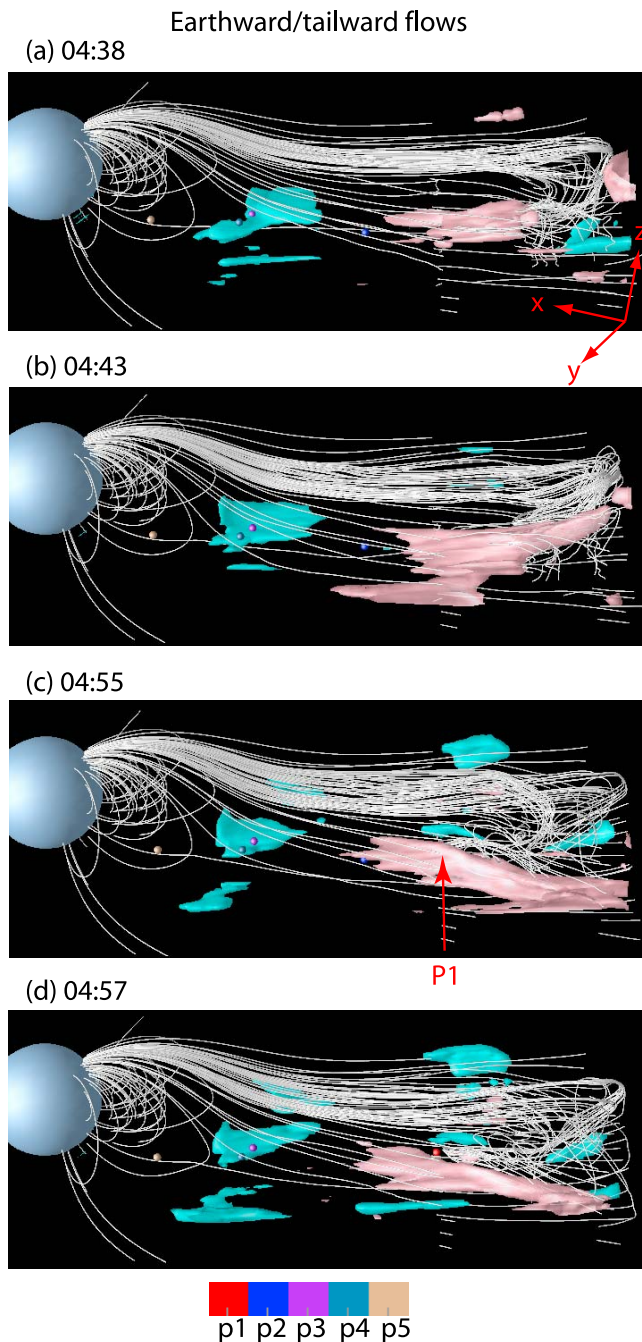 Earthward/tailward flows
(a) 04:38
z
x
y
(b) 04:43
(c) 04:55
P1
(d) 04:57
p1 p2 p3 p4 p5